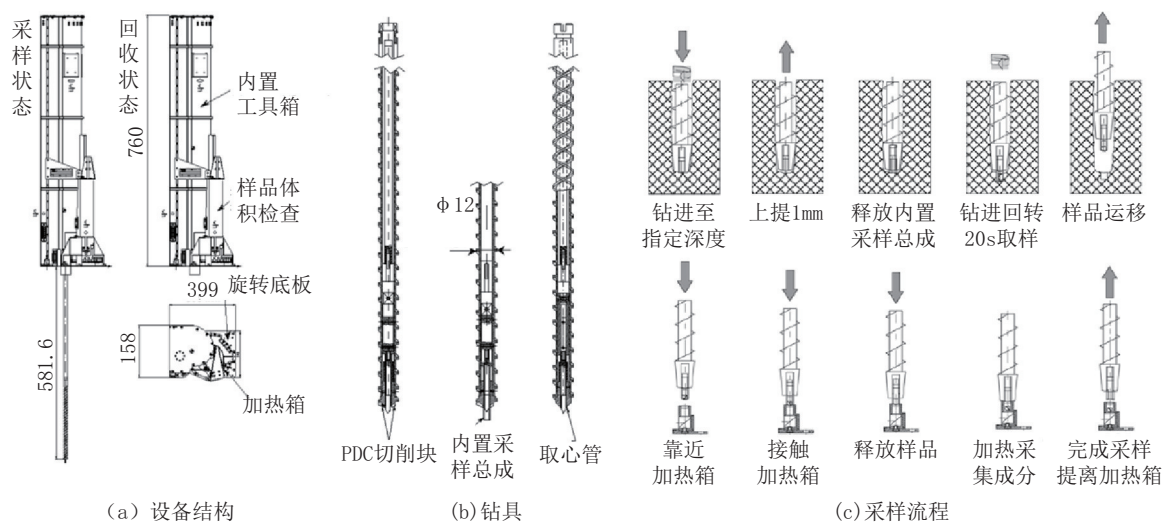 采样状态
回收状态
760
内置
工具箱
样品体
积检查
旋转底板
399
158
581.6
加热箱
(a) 设备结构
φ12
PDC切削块
内置采
样总成
取心管
(b)钻具
钻进至
指定深度
上提1mm
释放内置
采样总成
钻进回转
20s取样
样品运移
靠近
加热箱
接触
加热箱
释放样品
加热采
集成分
完成采样
提离加热箱
(c)采样流程